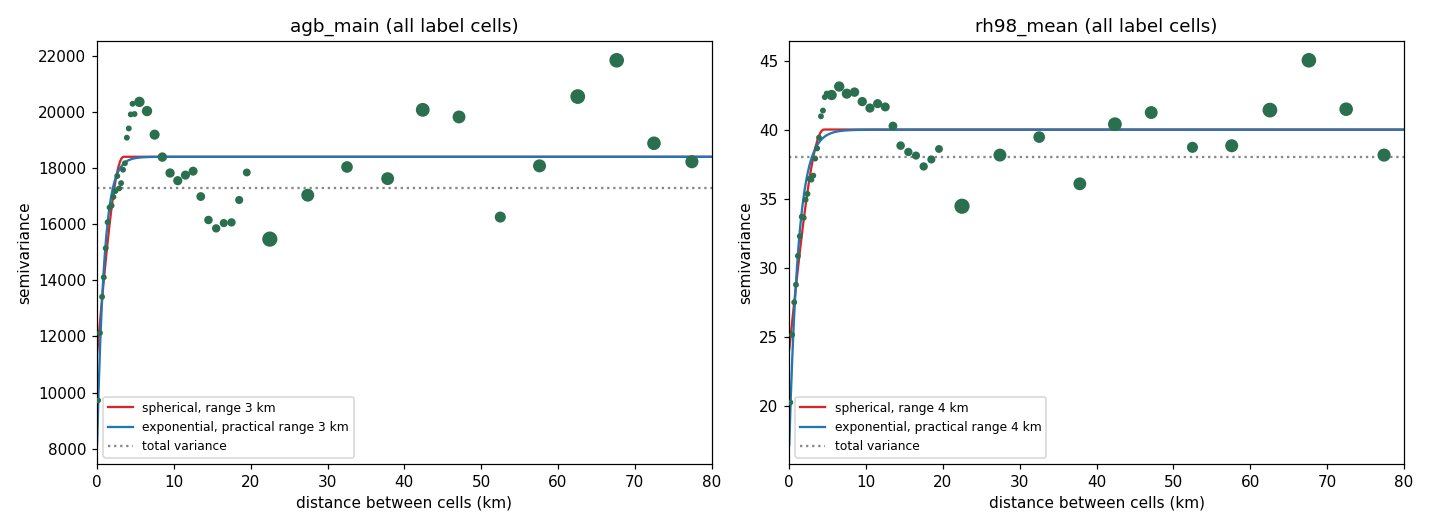 agb_main (all label cells)
22000
20000
18000
16000
14000
12000
10000
8000
semivariance
spherical, range 3 km
exponential, practical range 3 km
total variance
0 10 20 30 40 50 60 70 80
distance between cells (km)
rh98_mean (all label cells)
45
40
35
30
25
20
semivariance
spherical, range 4 km
exponential, practical range 4 km
total variance
0 10 20 30 40 50 60 70 80
distance between cells (km)